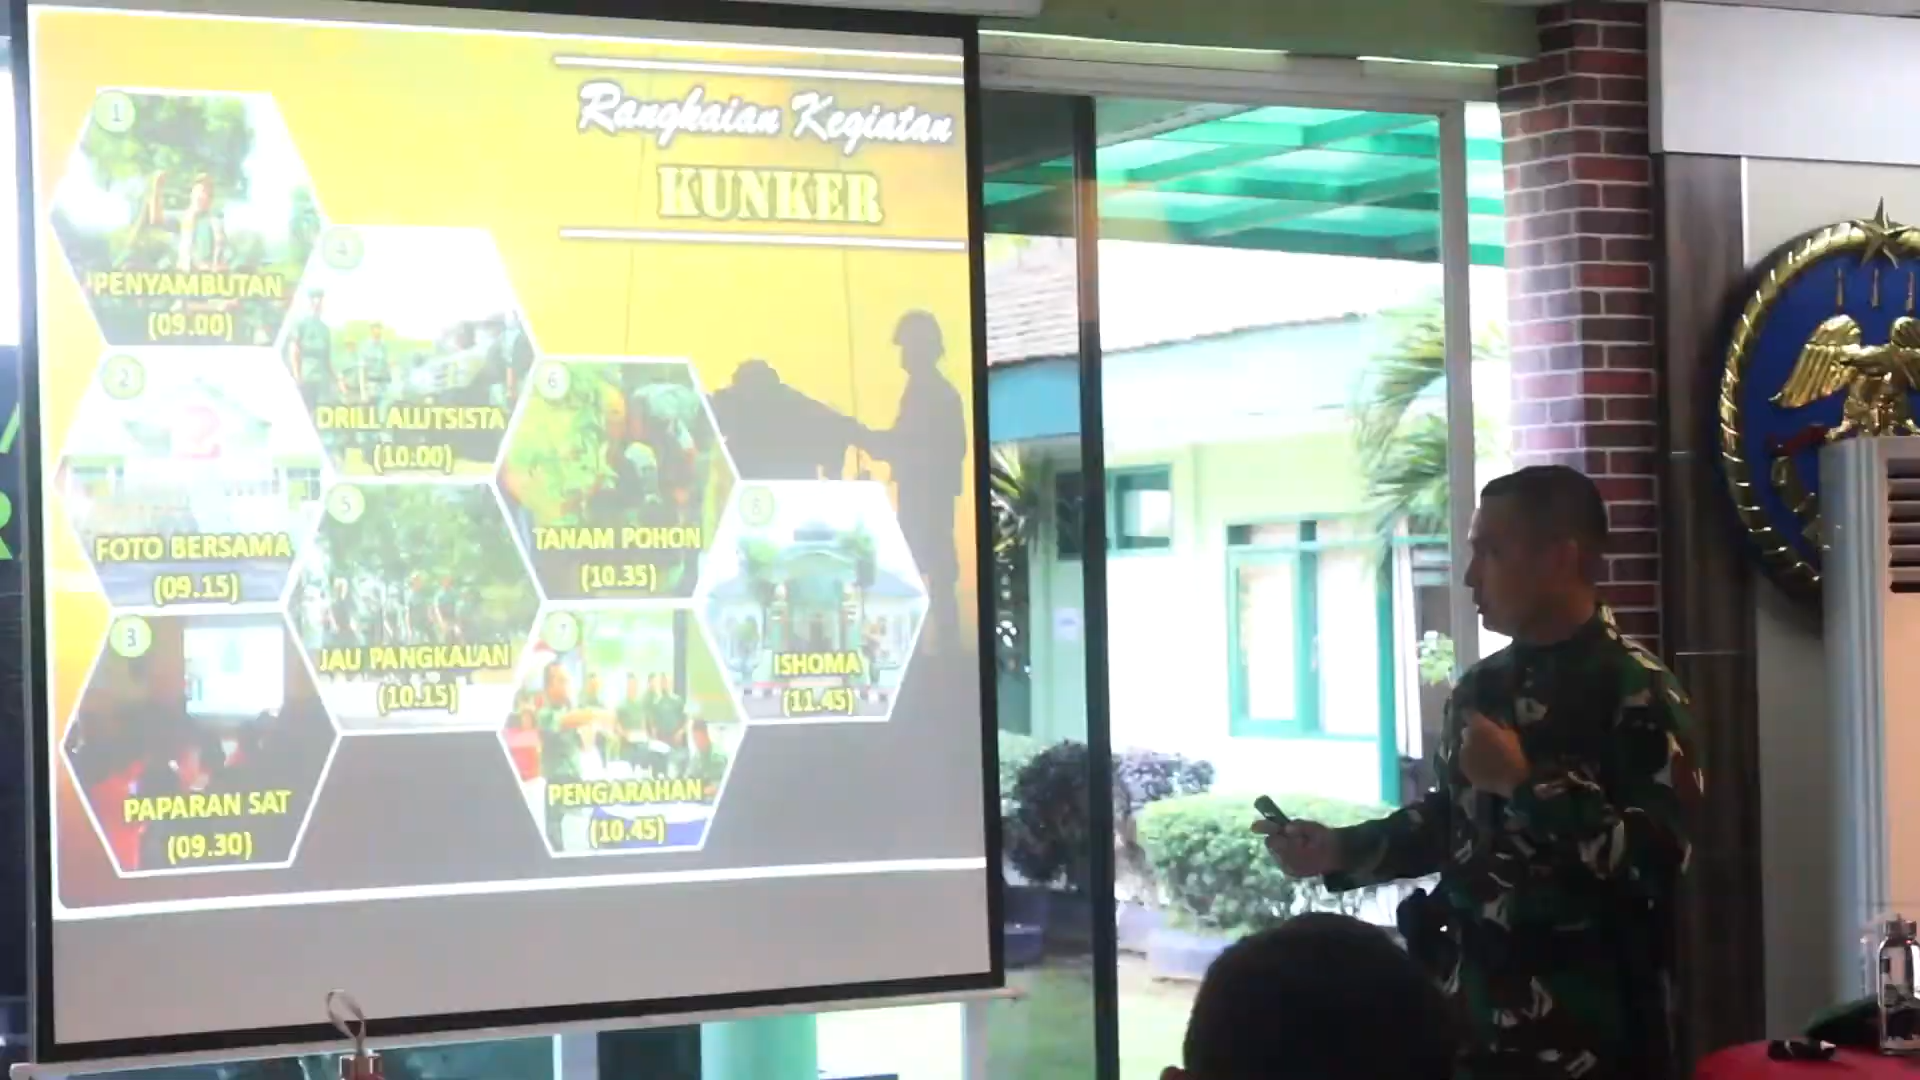 Rangkaian Kegiatan
KUNKER
1
PENYAMBUTAN
(09.00)
2
FOTO BERSAMA
(09.15)
3
PAPARAN SAT
(09.30)
4
DRILL ALUTSISTA
(10:00)
5
JAU PANGKALAN
(10.15)
6
TANAM POHON
(10.35)
7
PENGARAHAN
(10.45)
8
ISHOMA
(11.45)
R